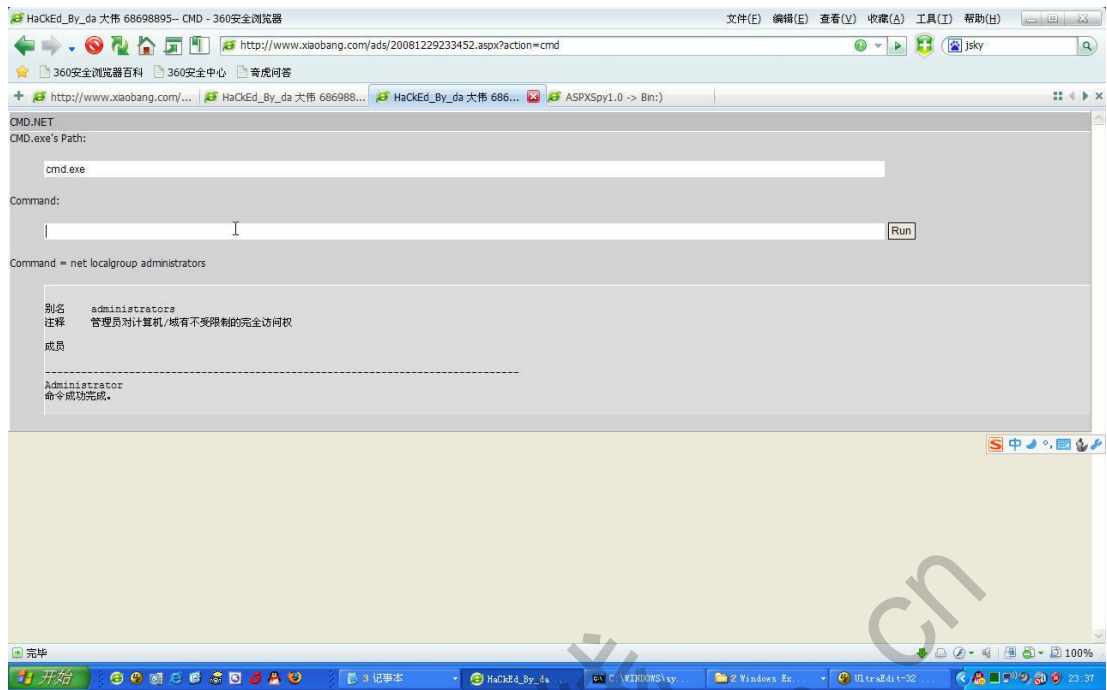 HaCkEd_By_da 大伟 68698895-- CMD - 360安全浏览器
文件(F) 编辑(E) 查看(V) 收藏(A) 工具(T) 帮助(H)
http://www.xiaobang.com/ads/20081229233452.aspx?action=cmd
jsky
360安全浏览器百科 360安全中心 奇虎问答
http://www.xiaobang.com/... HaCkEd_By_da 大伟 686988... HaCkEd_By_da 大伟 686... ASPXSpy1.0 -> Bin:)
CMD.NET
CMD.exe's Path:
cmd.exe
Command:
Run
Command = net localgroup administrators
别名 administrators
注释 管理员对计算机/域有不受限制的完全访问权
成员
-------------------------------------------------------------------------------
Administrator
命令成功完成。
中
cn
完毕
100%
开始 3 记事本 HaCkEd_By_da ... C:\WINDOWS\sy... 2 Windows Ex... UltraEdit-32 ... 23:37